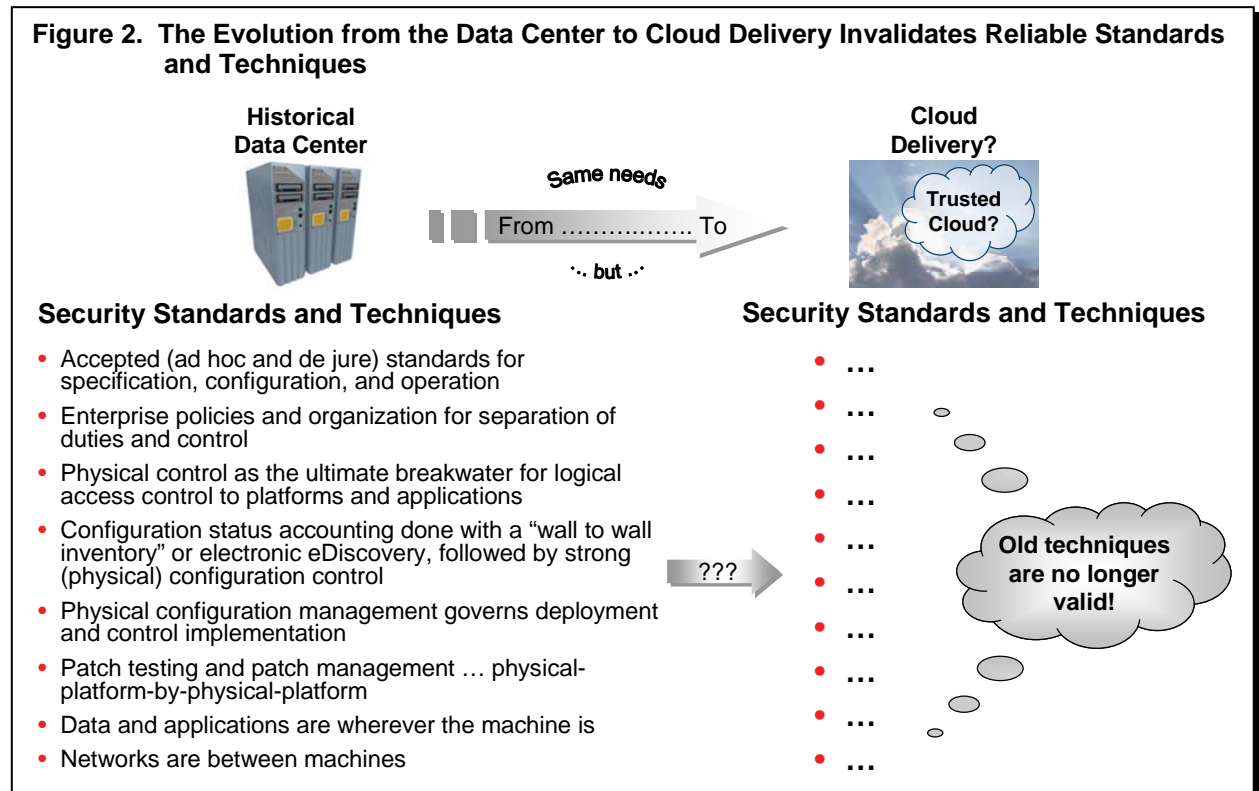 Figure 2. The Evolution from the Data Center to Cloud Delivery Invalidates Reliable Standards
and Techniques
Historical
Data Center
Same needs
From ………..……. To
... but ...
Cloud
Delivery?
Trusted
Cloud?
Security Standards and Techniques
• Accepted (ad hoc and de jure) standards for
specification, configuration, and operation
• Enterprise policies and organization for separation of
duties and control
• Physical control as the ultimate breakwater for logical
access control to platforms and applications
• Configuration status accounting done with a “wall to wall
inventory” or electronic eDiscovery, followed by strong
(physical) configuration control
• Physical configuration management governs deployment
and control implementation
• Patch testing and patch management … physical-
platform-by-physical-platform
• Data and applications are wherever the machine is
• Networks are between machines
???
Security Standards and Techniques
• …
• …
• …
• …
• …
• …
• …
• …
• …
• …
Old techniques
are no longer
valid!